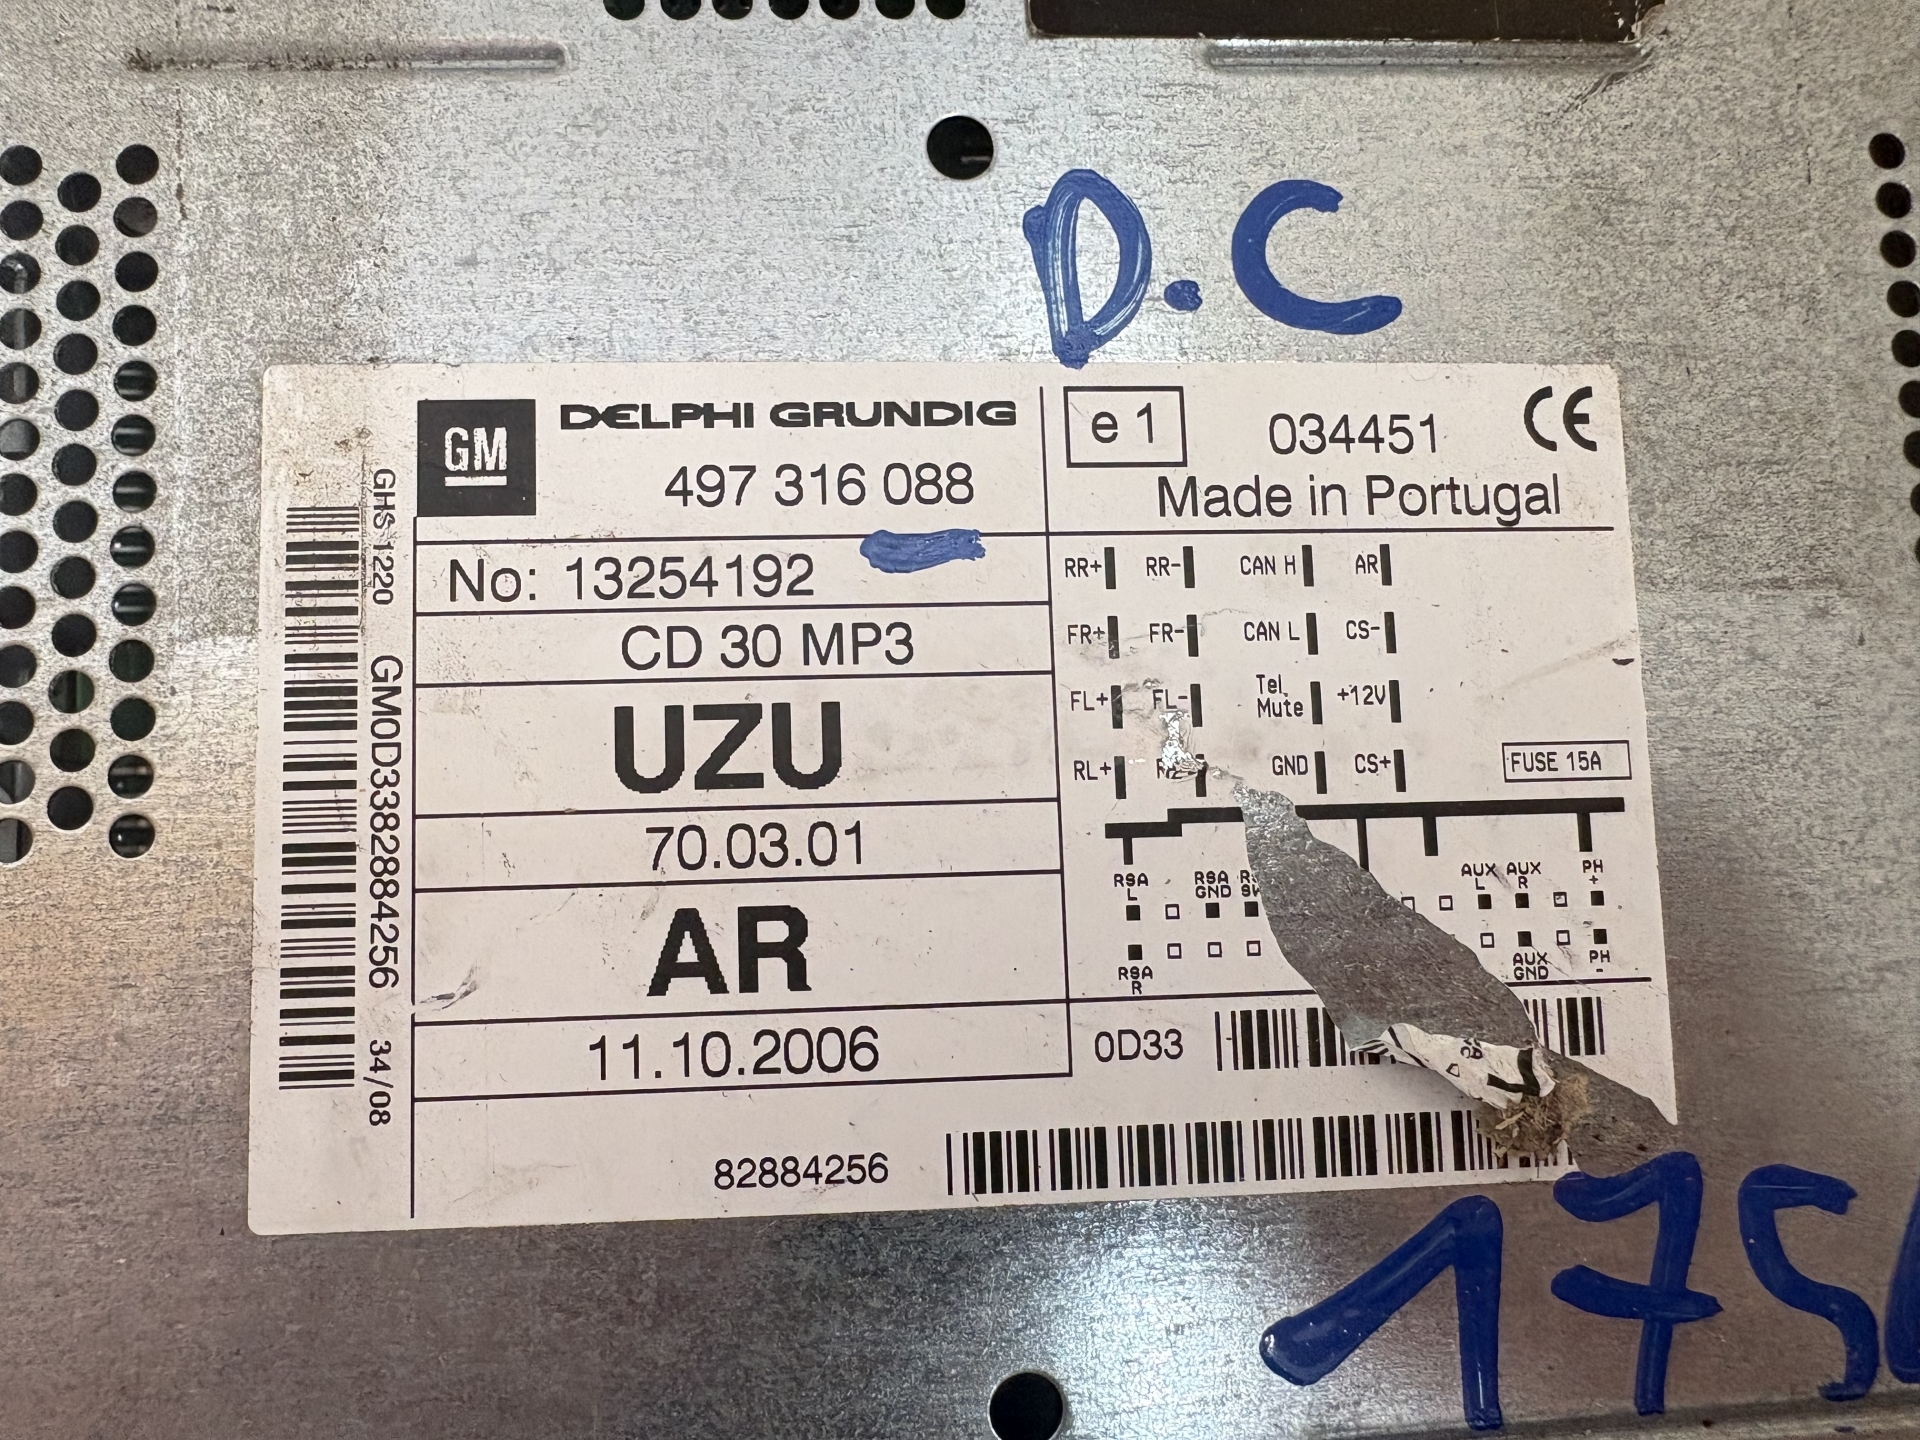 D.C
GM
DELPHI GRUNDIG
497 316 088
e1
034451
CE
Made in Portugal
No: 13254192
CD 30 MP3
UZU
70.03.01
AR
11.10.2006
82884256
GHS 1220 GM0D3382884256 34/08
RR+ RR- CAN H AR
FR+ FR- CAN L CS-
FL+ FL- Tel. Mute +12V
RL+ GND CS+
FUSE 15A
RSA L
RSA GND
AUX L
AUX R
PH +
RSA R
AUX GND
PH -
0D33
175